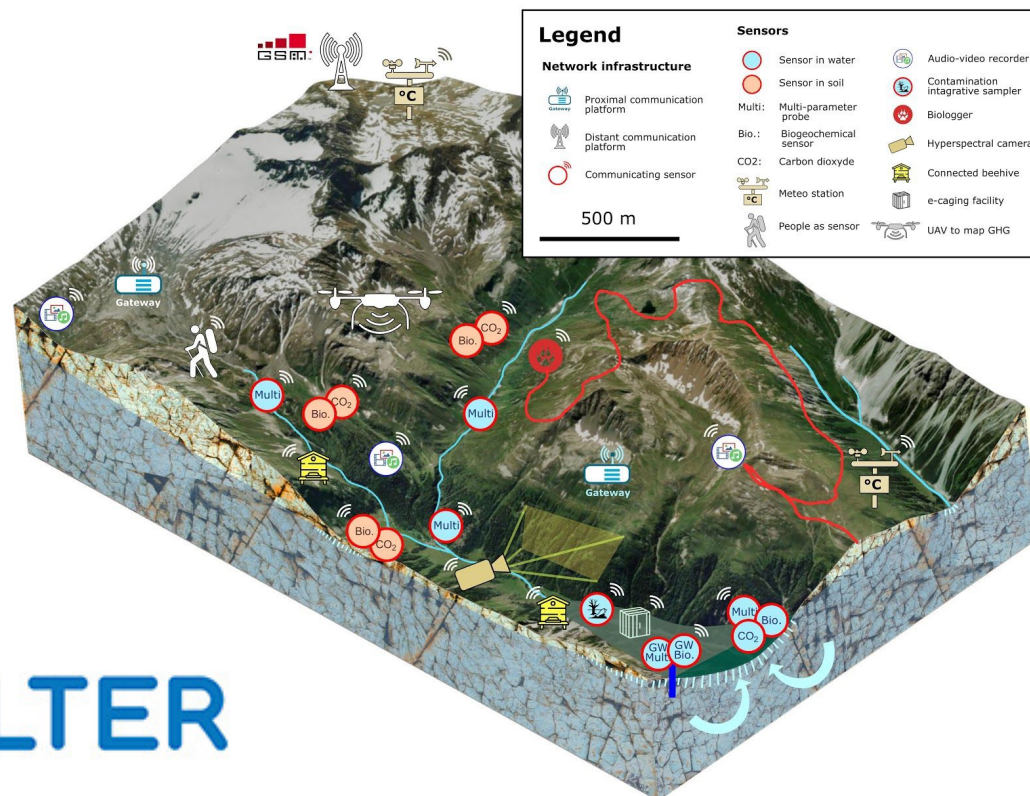 GSM
°C
Legend
Network infrastructure
Gateway
Proximal communication
platform
Distant communication
platform
Communicating sensor
500 m
Sensors
Sensor in water
Sensor in soil
Multi: Multi-parameter
probe
Bio.: Biogeochemical
sensor
CO2: Carbon dioxyde
°C
Meteo station
People as sensor
Audio-video recorder
Contamination
intagrative sampler
Biologger
Hyperspectral camera
Connected beehive
e-caging facility
UAV to map GHG
Gateway
Bio.
CO2
Multi
Bio.
CO2
Multi
Gateway
°C
Bio.
CO2
Multi
GW
Multi
GW
Bio.
Multi
Bio.
CO2
LTER